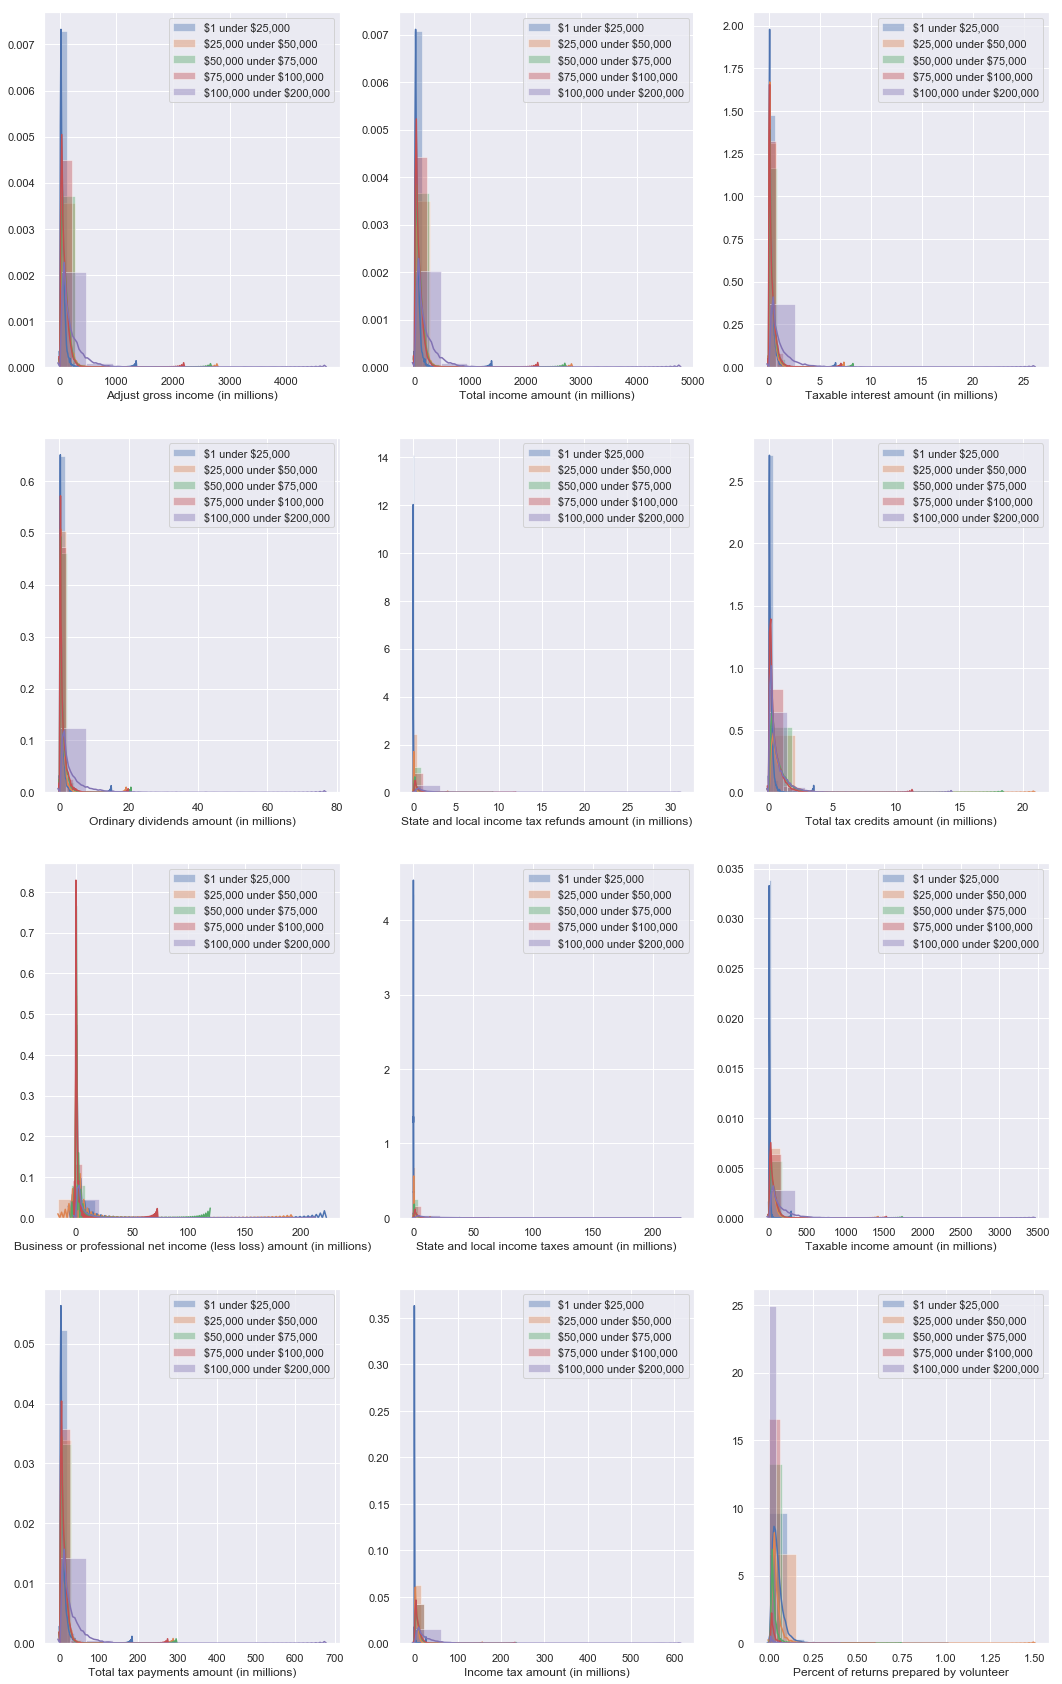 $1 under $25,000
$25,000 under $50,000
$50,000 under $75,000
$75,000 under $100,000
$100,000 under $200,000
0.007
0.006
0.005
0.004
0.003
0.002
0.001
0.000
0 1000 2000 3000 4000
Adjust gross income (in millions)
$1 under $25,000
$25,000 under $50,000
$50,000 under $75,000
$75,000 under $100,000
$100,000 under $200,000
0.007
0.006
0.005
0.004
0.003
0.002
0.001
0.000
0 1000 2000 3000 4000 5000
Total income amount (in millions)
$1 under $25,000
$25,000 under $50,000
$50,000 under $75,000
$75,000 under $100,000
$100,000 under $200,000
2.00
1.75
1.50
1.25
1.00
0.75
0.50
0.25
0.00
0 5 10 15 20 25
Taxable interest amount (in millions)
$1 under $25,000
$25,000 under $50,000
$50,000 under $75,000
$75,000 under $100,000
$100,000 under $200,000
0.6
0.5
0.4
0.3
0.2
0.1
0.0
0 20 40 60 80
Ordinary dividends amount (in millions)
$1 under $25,000
$25,000 under $50,000
$50,000 under $75,000
$75,000 under $100,000
$100,000 under $200,000
14
12
10
8
6
4
2
0
0 5 10 15 20 25 30
State and local income tax refunds amount (in millions)
$1 under $25,000
$25,000 under $50,000
$50,000 under $75,000
$75,000 under $100,000
$100,000 under $200,000
2.5
2.0
1.5
1.0
0.5
0.0
0 5 10 15 20
Total tax credits amount (in millions)
$1 under $25,000
$25,000 under $50,000
$50,000 under $75,000
$75,000 under $100,000
$100,000 under $200,000
0.8
0.7
0.6
0.5
0.4
0.3
0.2
0.1
0.0
0 50 100 150 200
Business or professional net income (less loss) amount (in millions)
$1 under $25,000
$25,000 under $50,000
$50,000 under $75,000
$75,000 under $100,000
$100,000 under $200,000
4
3
2
1
0
0 50 100 150 200
State and local income taxes amount (in millions)
$1 under $25,000
$25,000 under $50,000
$50,000 under $75,000
$75,000 under $100,000
$100,000 under $200,000
0.035
0.030
0.025
0.020
0.015
0.010
0.005
0.000
0 500 1000 1500 2000 2500 3000 3500
Taxable income amount (in millions)
$1 under $25,000
$25,000 under $50,000
$50,000 under $75,000
$75,000 under $100,000
$100,000 under $200,000
0.05
0.04
0.03
0.02
0.01
0.00
0 100 200 300 400 500 600 700
Total tax payments amount (in millions)
$1 under $25,000
$25,000 under $50,000
$50,000 under $75,000
$75,000 under $100,000
$100,000 under $200,000
0.35
0.30
0.25
0.20
0.15
0.10
0.05
0.00
0 100 200 300 400 500 600
Income tax amount (in millions)
$1 under $25,000
$25,000 under $50,000
$50,000 under $75,000
$75,000 under $100,000
$100,000 under $200,000
25
20
15
10
5
0
0.00 0.25 0.50 0.75 1.00 1.25 1.50
Percent of returns prepared by volunteer